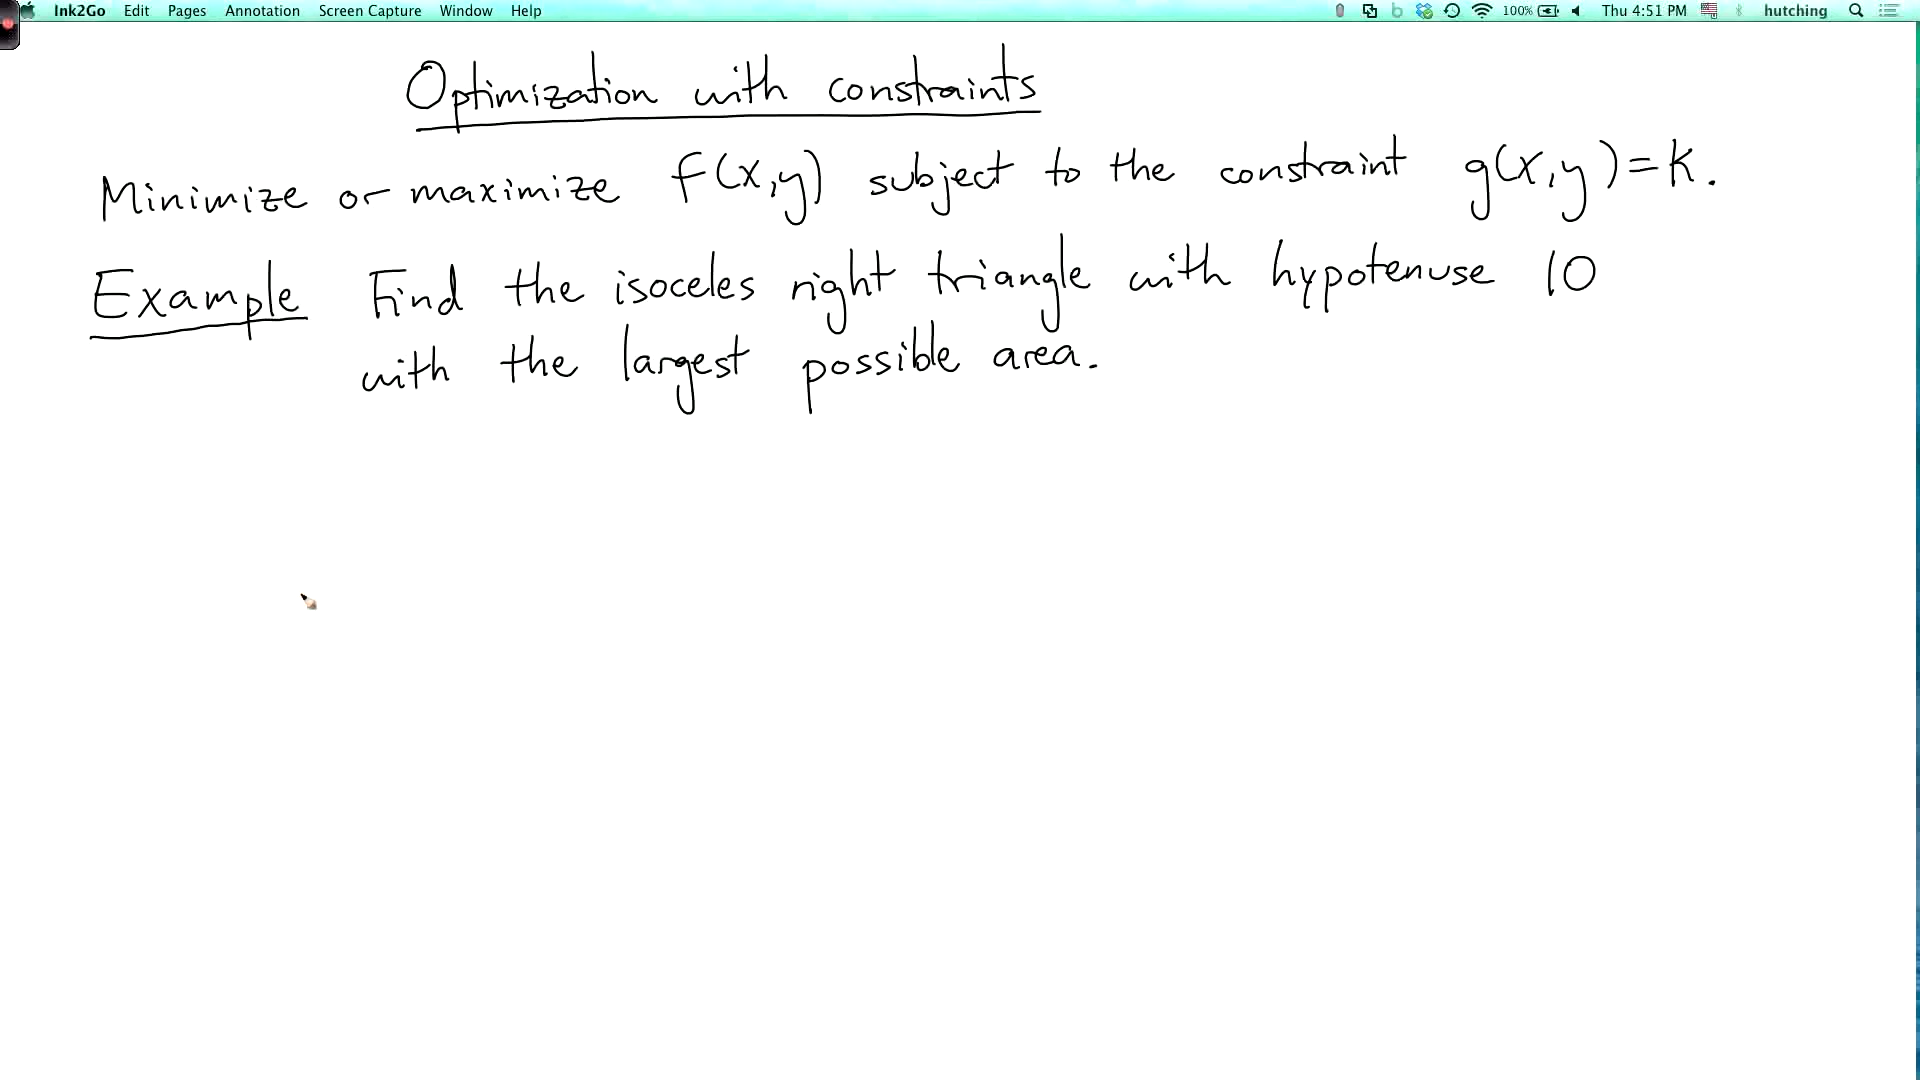 Ink2Go Edit Pages Annotation Screen Capture Window Help 100% Thu 4:51 PM hutching
Optimization with constraints
Minimize or maximize f(x,y) subject to the constraint g(x,y)=k.
Example Find the isoceles right triangle with hypotenuse 10
with the largest possible area.